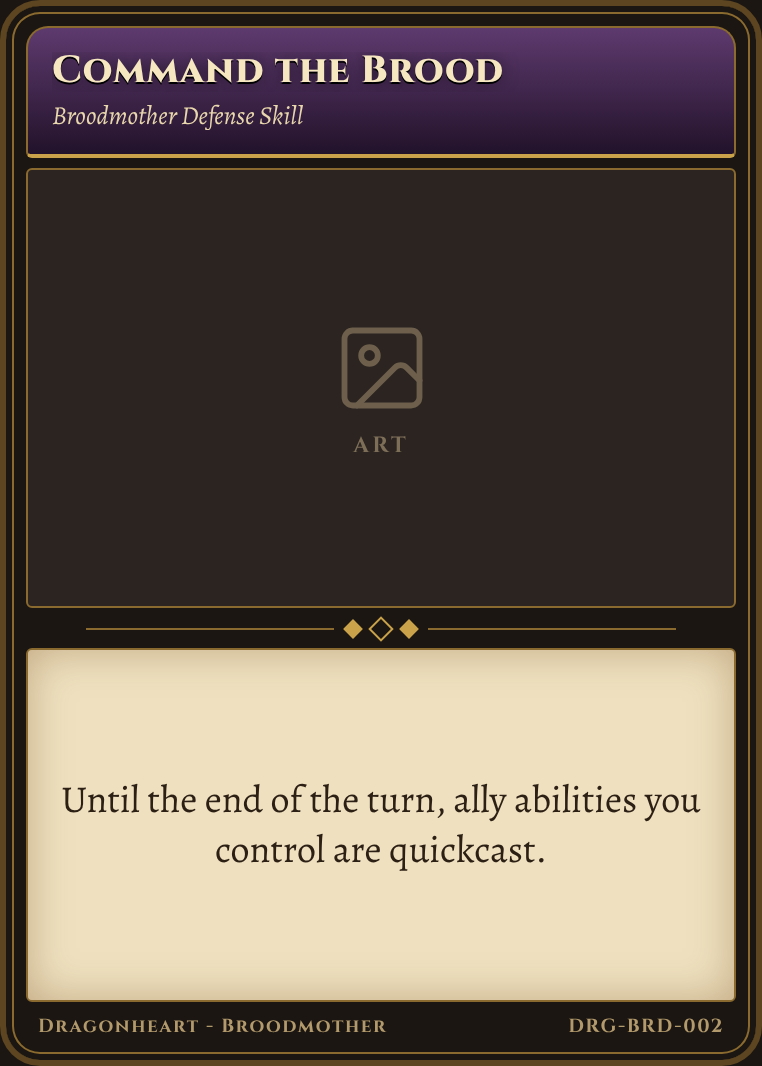 Command the Brood
Broodmother Defense Skill
ART
Until the end of the turn, ally abilities you
control are quickcast.
Dragonheart - Broodmother
DRG-BRD-002